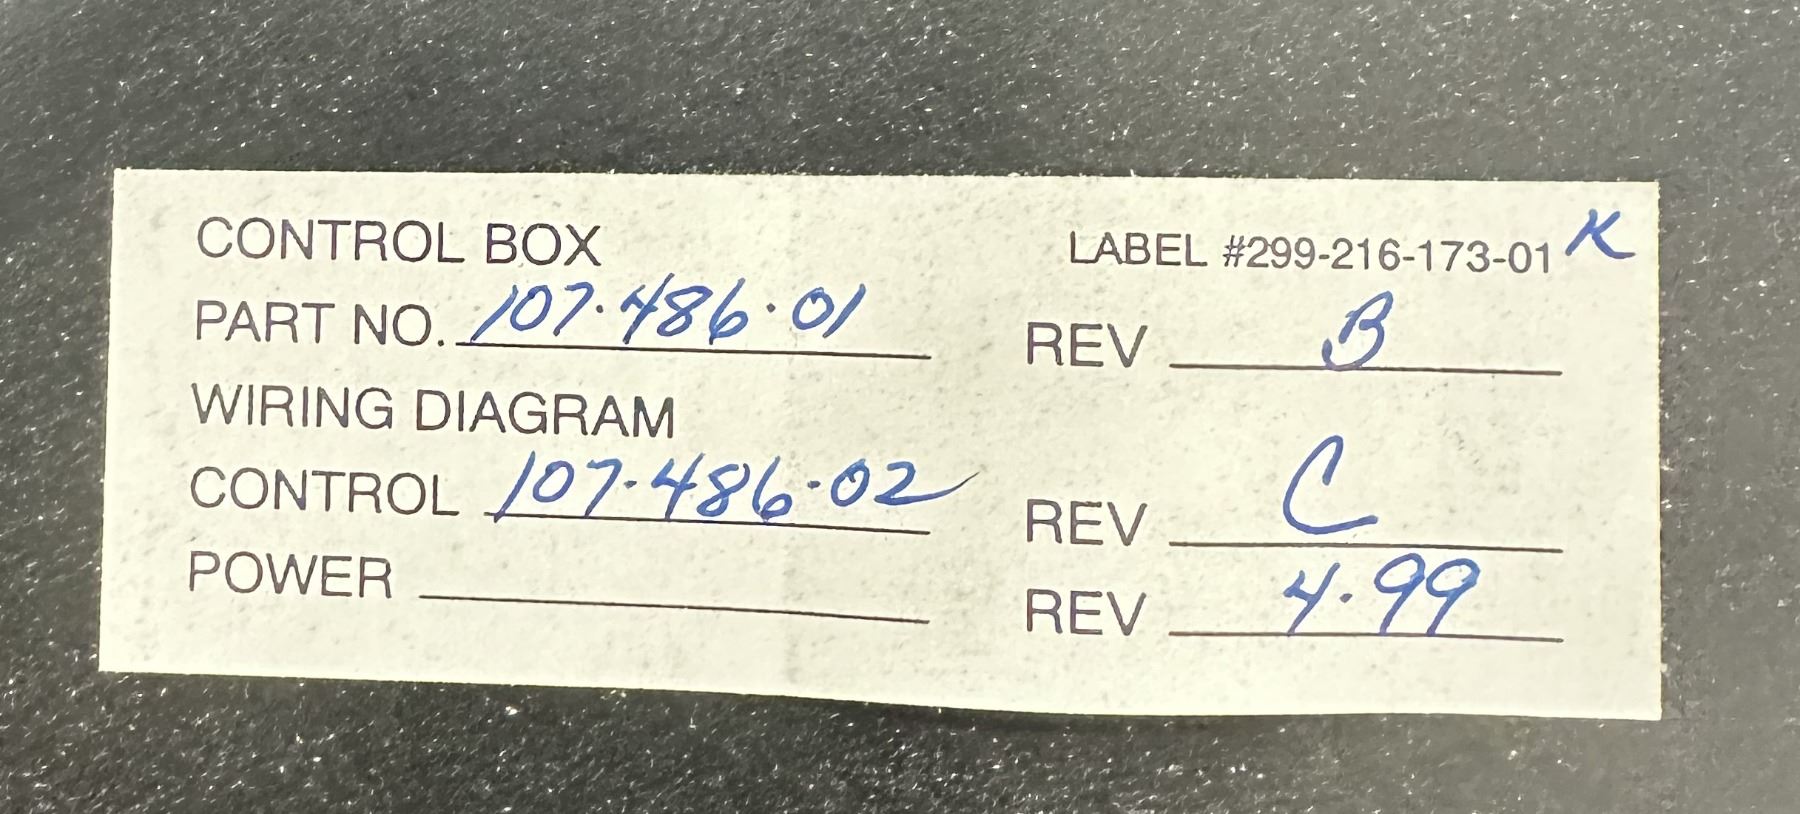 CONTROL BOX LABEL #299-216-173-01 K
PART NO. 107·486·01 REV B
WIRING DIAGRAM
CONTROL 107·486·02 REV C
POWER REV 4·99